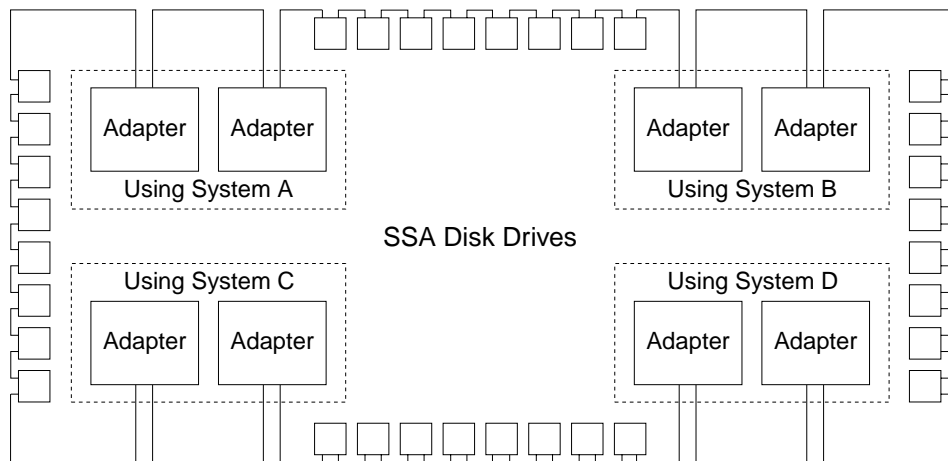 Adapter Adapter Adapter Adapter
Using System A Using System B
SSA Disk Drives
Using System C Using System D
Adapter Adapter Adapter Adapter